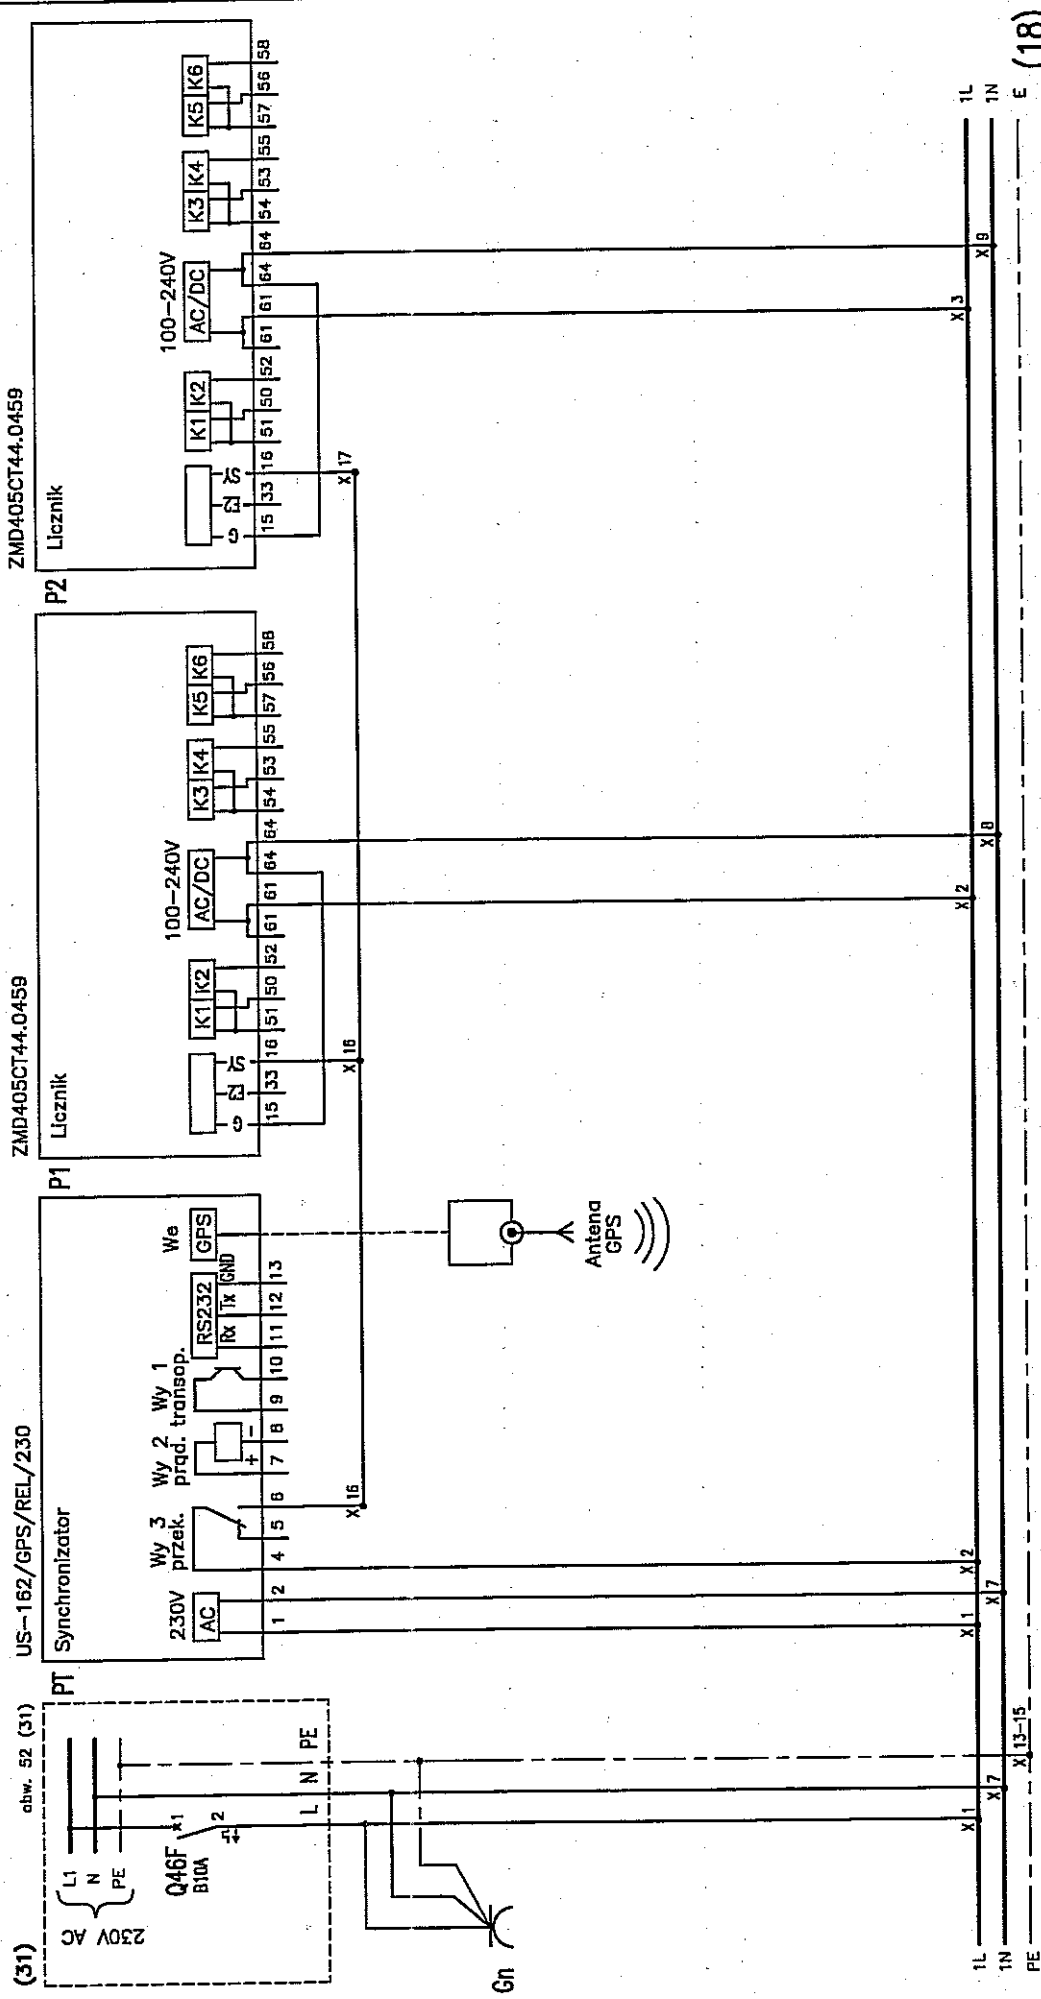 (31)
obw. 52 (31)
230V AC
L1
N
PE
Q46F
B10A
x1
2
L
N
PE
Gn
X 1
X 7
X 13-15
1L
1N
PE
PT
US-162/GPS/REL/230
Synchronizator
230V
AC
Wy 3
przek.
Wy 2
prąd.
+ -
Wy 1
transop.
RS232
Rx Tx GND
We
GPS
1 2 4 5 6 7 8 9 10 11 12 13
X 1
X 7
X 2
X 16
Antena
GPS
P1
ZMD405CT44.0459
Licznik
G E2 SY
K1 K2
100-240V
AC/DC
K3 K4
K5 K6
15 33 16 51 50 52 61 61 64 64 54 53 55 57 56 58
X 16
X 2
X 8
P2
ZMD405CT44.0459
Licznik
G E2 SY
K1 K2
100-240V
AC/DC
K3 K4
K5 K6
15 33 16 51 50 52 61 61 64 64 54 53 55 57 56 58
X 17
X 3
X 9
1L
1N
E
(18)